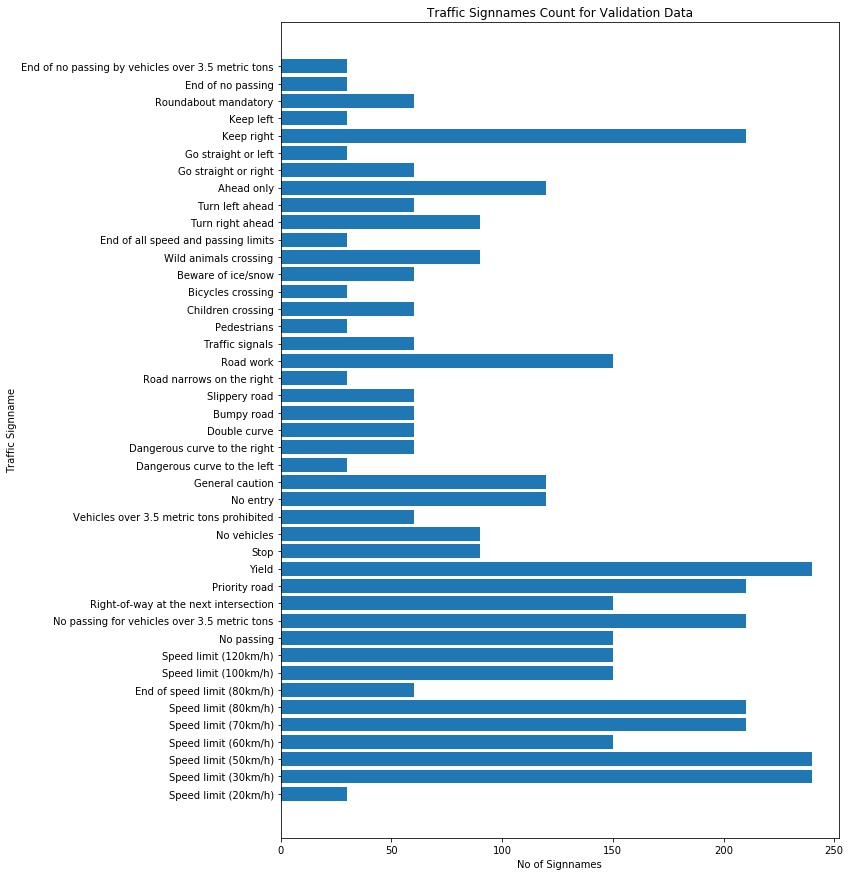 Traffic Signnames Count for Validation Data
End of no passing by vehicles over 3.5 metric tons
End of no passing
Roundabout mandatory
Keep left
Keep right
Go straight or left
Go straight or right
Ahead only
Turn left ahead
Turn right ahead
End of all speed and passing limits
Wild animals crossing
Beware of ice/snow
Bicycles crossing
Children crossing
Pedestrians
Traffic signals
Road work
Road narrows on the right
Slippery road
Bumpy road
Double curve
Dangerous curve to the right
Dangerous curve to the left
General caution
No entry
Vehicles over 3.5 metric tons prohibited
No vehicles
Stop
Yield
Priority road
Right-of-way at the next intersection
No passing for vehicles over 3.5 metric tons
No passing
Speed limit (120km/h)
Speed limit (100km/h)
End of speed limit (80km/h)
Speed limit (80km/h)
Speed limit (70km/h)
Speed limit (60km/h)
Speed limit (50km/h)
Speed limit (30km/h)
Speed limit (20km/h)
Traffic Signname
0 50 100 150 200 250
No of Signnames